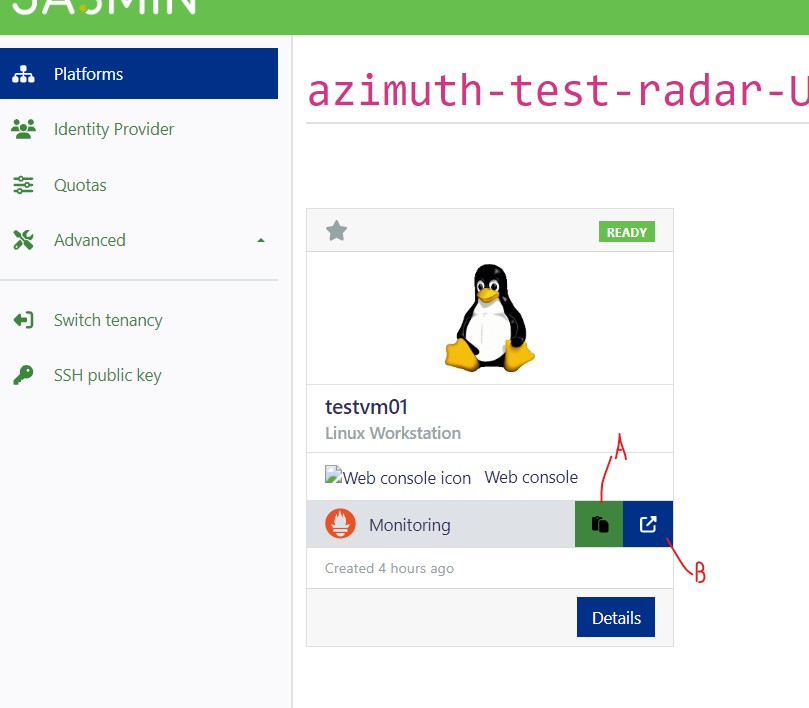 JASMIN
Platforms
azimuth-test-radar-U
Identity Provider
Quotas
Advanced
Switch tenancy
SSH public key
READY
testvm01
Linux Workstation
A
Web console icon Web console
Monitoring
B
Created 4 hours ago
Details